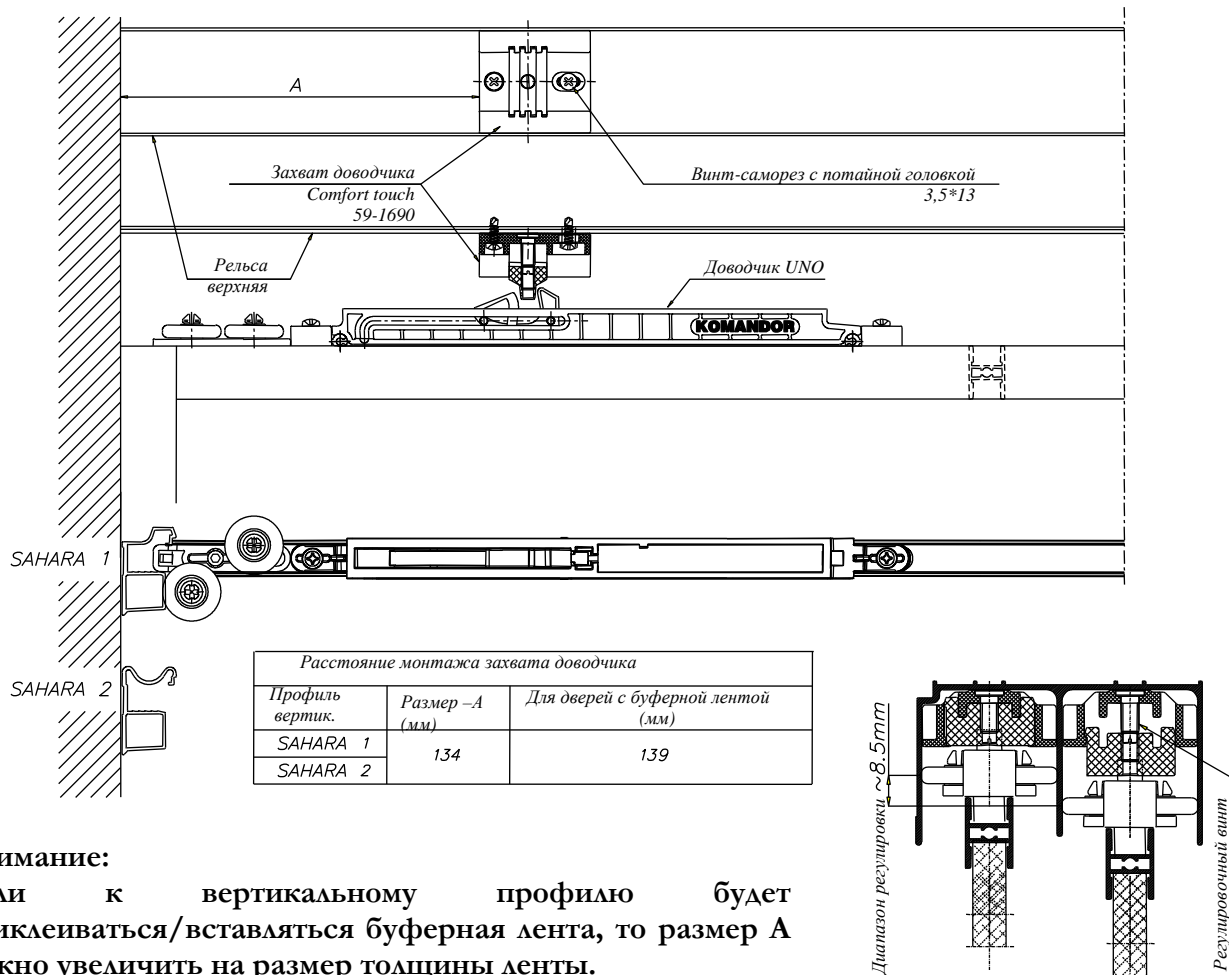 A
Захват доводчика
Comfort touch
59-1690
Винт-саморез с потайной головкой
3,5*13
Рельса
верхняя
Доводчик UNO
KOMANDOR
SAHARA 1
SAHARA 2
Расстояние монтажа захвата доводчика
Профиль
вертик.
Размер –А
(мм)
Для дверей с буферной лентой
(мм)
SAHARA 1
SAHARA 2
134
139
Диапазон регулировки ~8.5mm
Регулировочный винт
имание:
ли к вертикальному профилю будет
иклеиваться/вставляться буферная лента, то размер А
жно увеличить на размер толщины ленты.